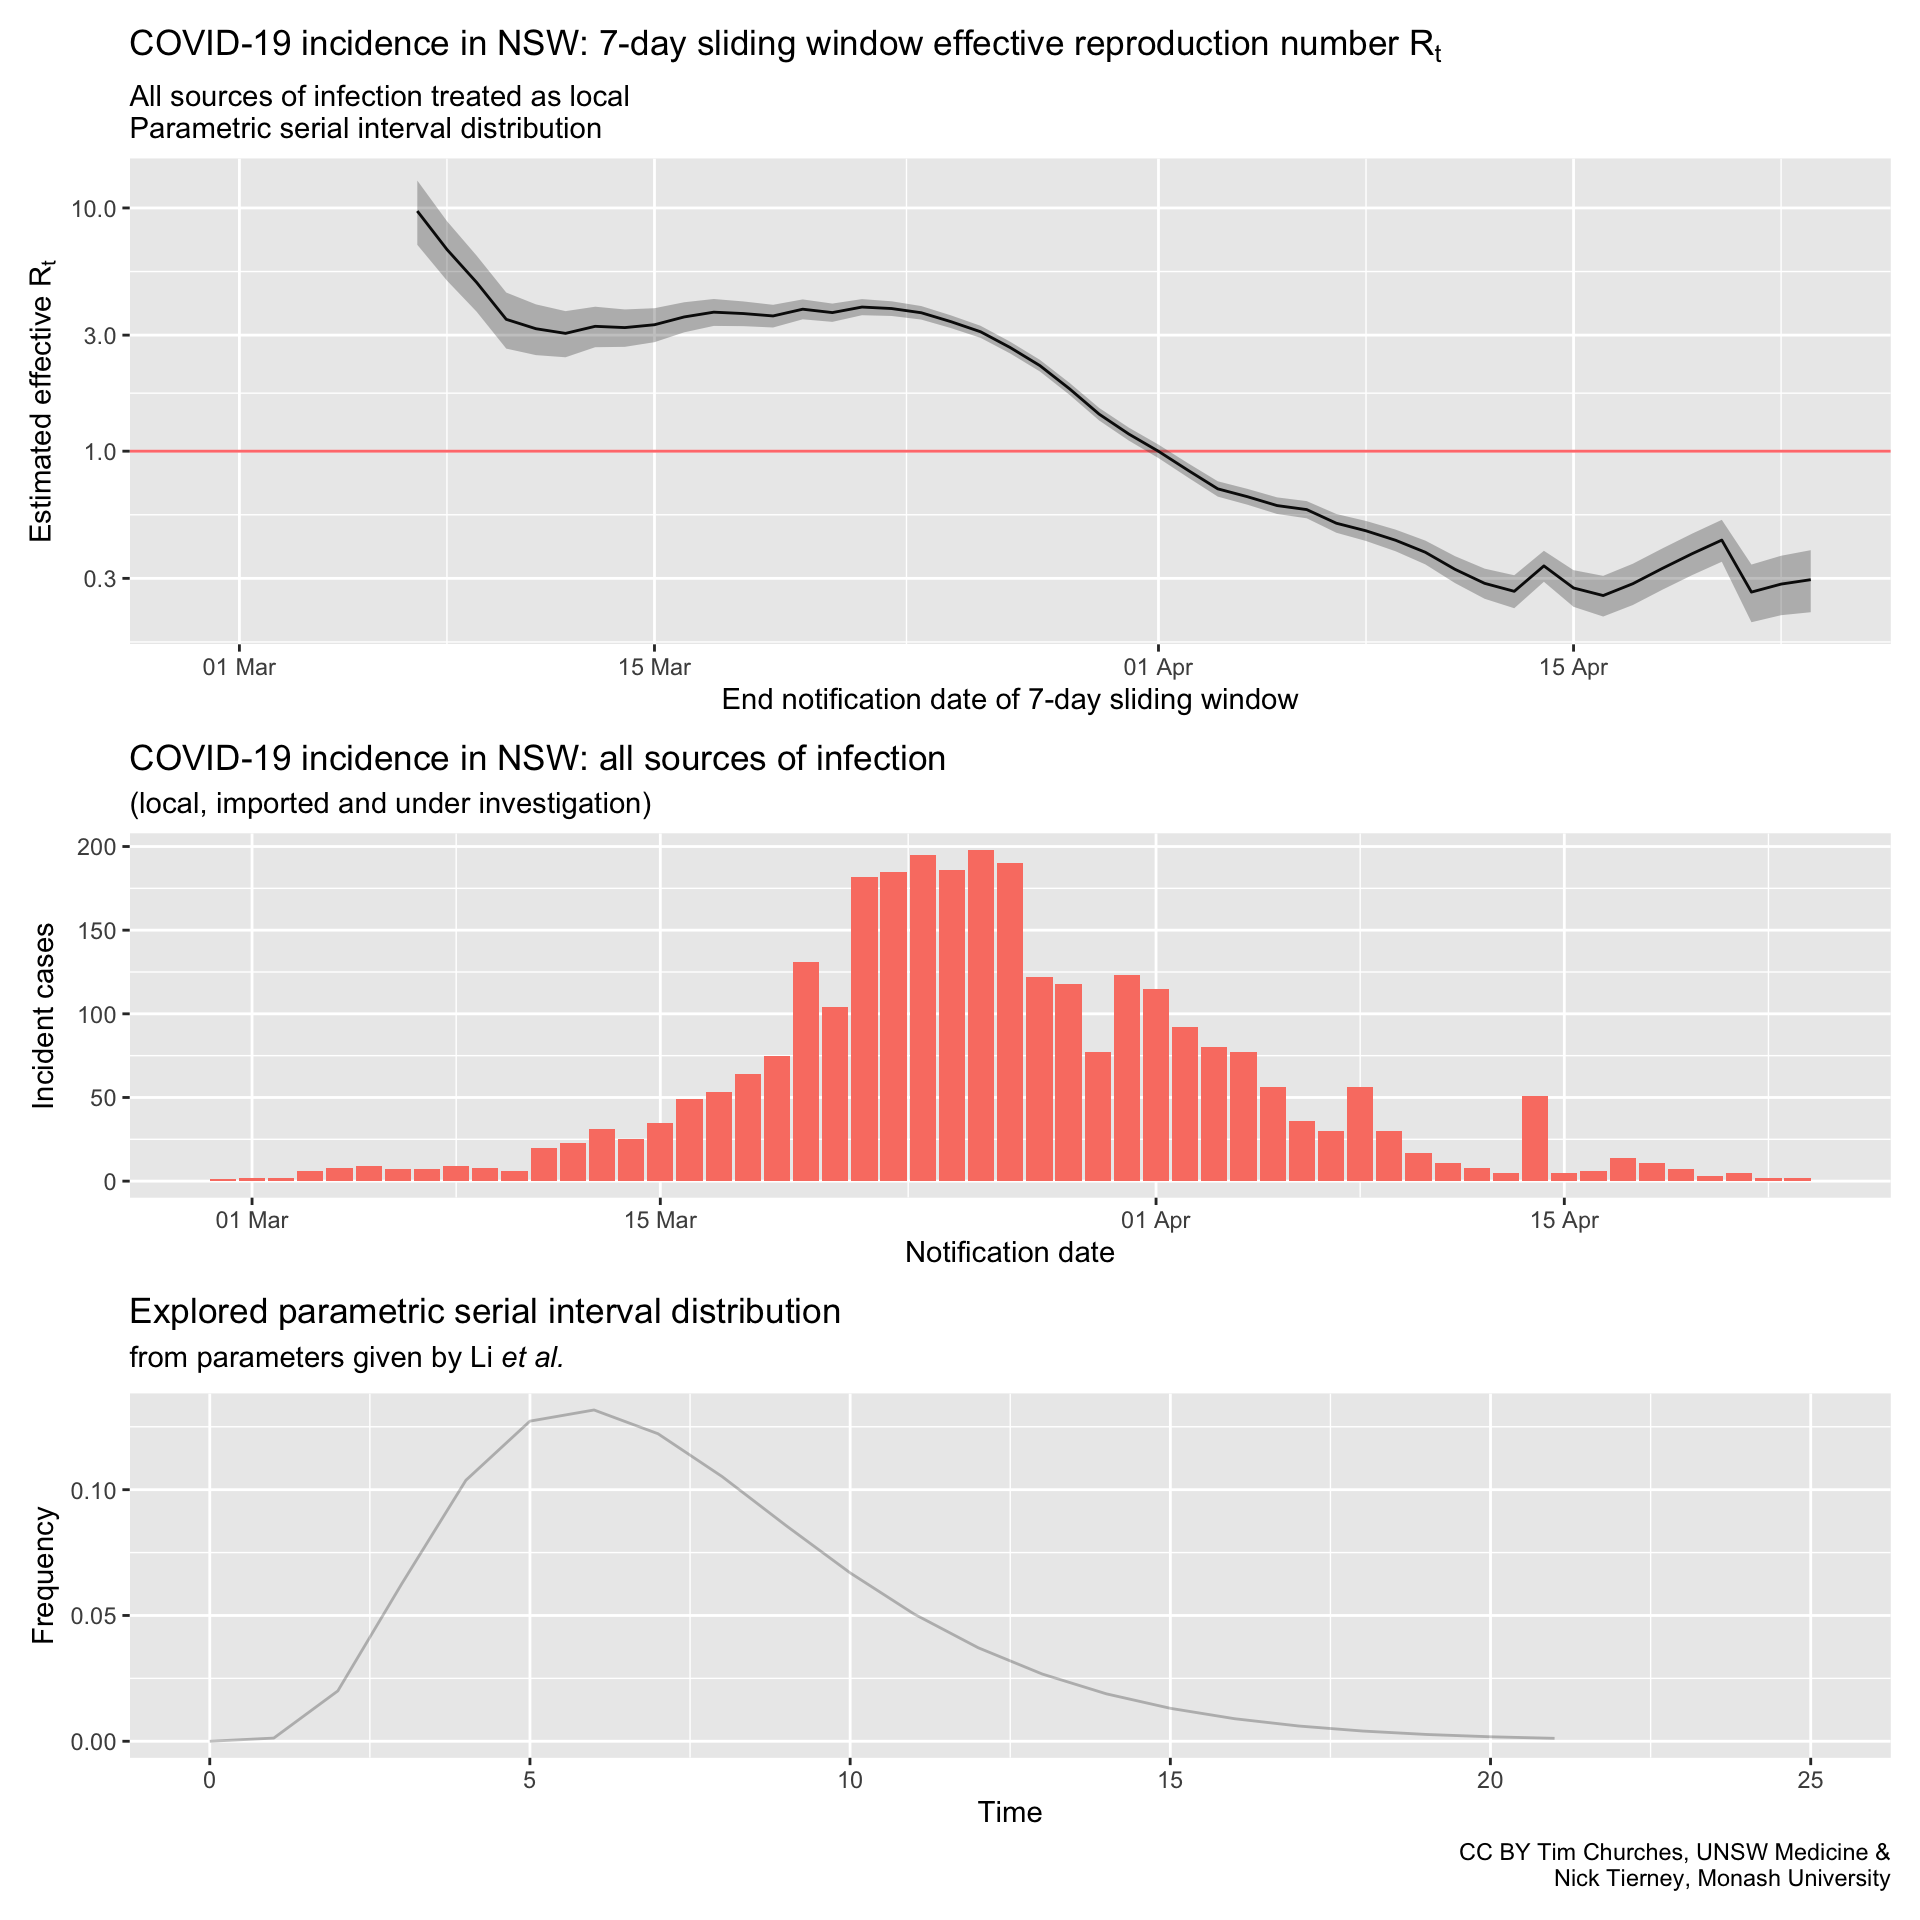 COVID-19 incidence in NSW: 7-day sliding window effective reproduction number Rt
All sources of infection treated as local
Parametric serial interval distribution
Estimated effective Rt
10.0
3.0
1.0
0.3
01 Mar
15 Mar
01 Apr
15 Apr
End notification date of 7-day sliding window
COVID-19 incidence in NSW: all sources of infection
(local, imported and under investigation)
Incident cases
200
150
100
50
0
01 Mar
15 Mar
01 Apr
15 Apr
Notification date
Explored parametric serial interval distribution
from parameters given by Li et al.
Frequency
0.10
0.05
0.00
0
5
10
15
20
25
Time
CC BY Tim Churches, UNSW Medicine &
Nick Tierney, Monash University